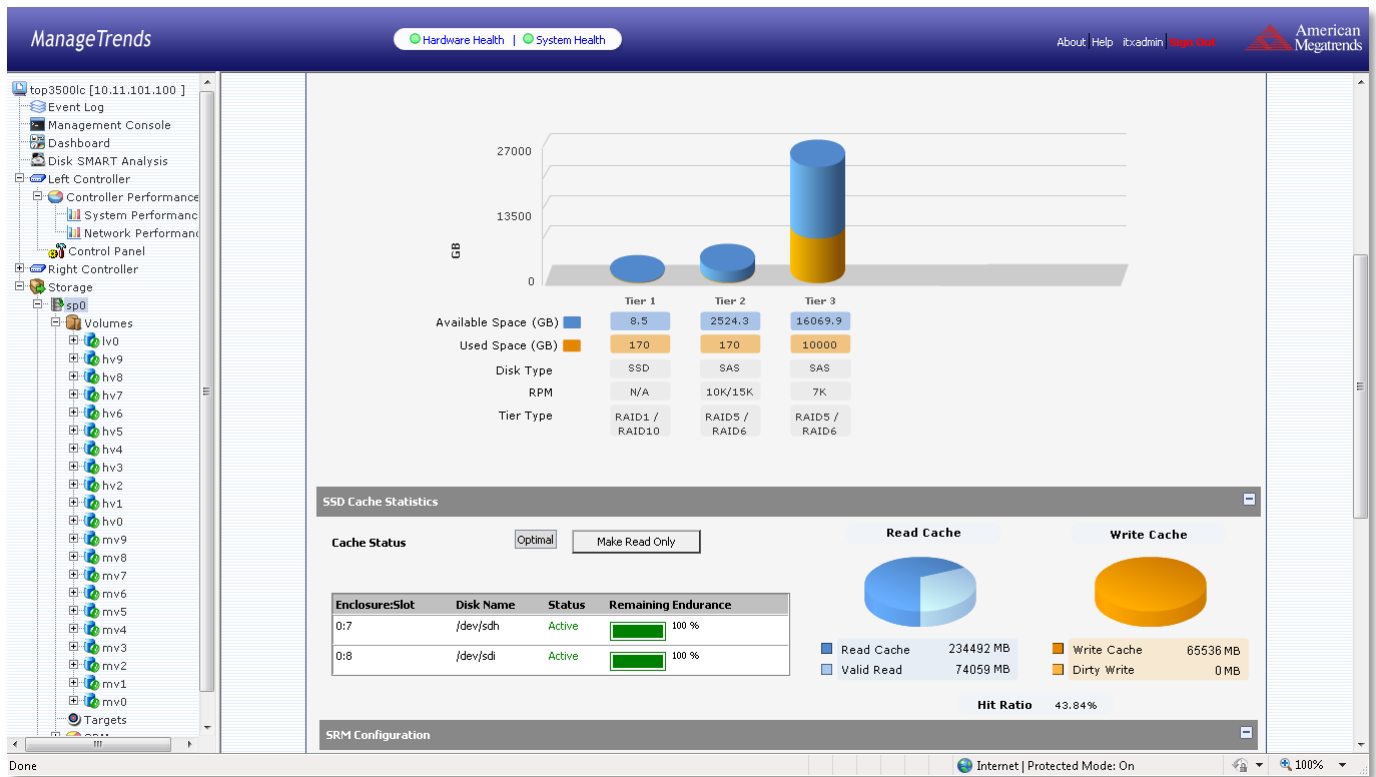 ManageTrends
Hardware Health | System Health
About Help itxadmin Sign Out
American
Megatrends
top3500lc [10.11.101.100 ]
Event Log
Management Console
Dashboard
Disk SMART Analysis
Left Controller
Controller Performance
System Performanc
Network Performanc
Control Panel
Right Controller
Storage
sp0
Volumes
lv0
hv9
hv8
hv7
hv6
hv5
hv4
hv3
hv2
hv1
hv0
mv9
mv8
mv7
mv6
mv5
mv4
mv3
mv2
mv1
mv0
Targets
27000
13500
0
GB
Tier 1 Tier 2 Tier 3
Available Space (GB) 8.5 2524.3 16069.9
Used Space (GB) 170 170 10000
Disk Type SSD SAS SAS
RPM N/A 10K/15K 7K
Tier Type RAID1 / RAID5 / RAID5 /
RAID10 RAID6 RAID6
SSD Cache Statistics
Cache Status Optimal Make Read Only
Enclosure:Slot Disk Name Status Remaining Endurance
0:7 /dev/sdh Active 100 %
0:8 /dev/sdi Active 100 %
Read Cache
Write Cache
Read Cache 234492 MB
Valid Read 74059 MB
Write Cache 65536 MB
Dirty Write 0 MB
Hit Ratio 43.84%
SRM Configuration
Done
Internet | Protected Mode: On
100%